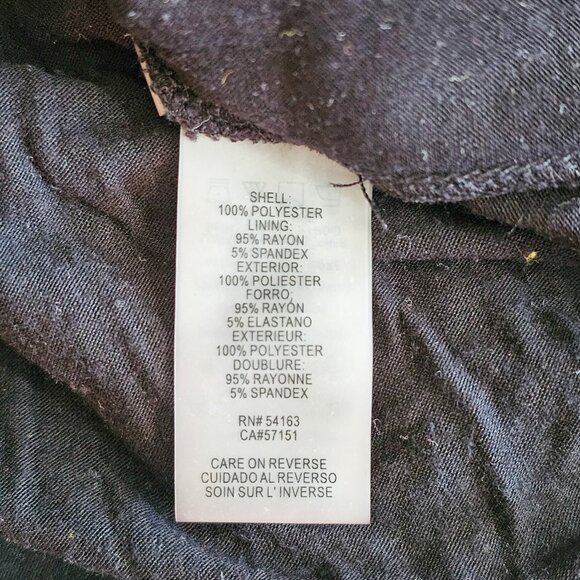 SHELL:
100% POLYESTER
LINING:
95% RAYON
5% SPANDEX
EXTERIOR:
100% POLIESTER
FORRO:
95% RAYÓN
5% ELASTANO
EXTERIEUR:
100% POLYESTER
DOUBLURE:
95% RAYONNE
5% SPANDEX
RN# 54163
CA#57151
CARE ON REVERSE
CUIDADO AL REVERSO
SOIN SUR L' INVERSE